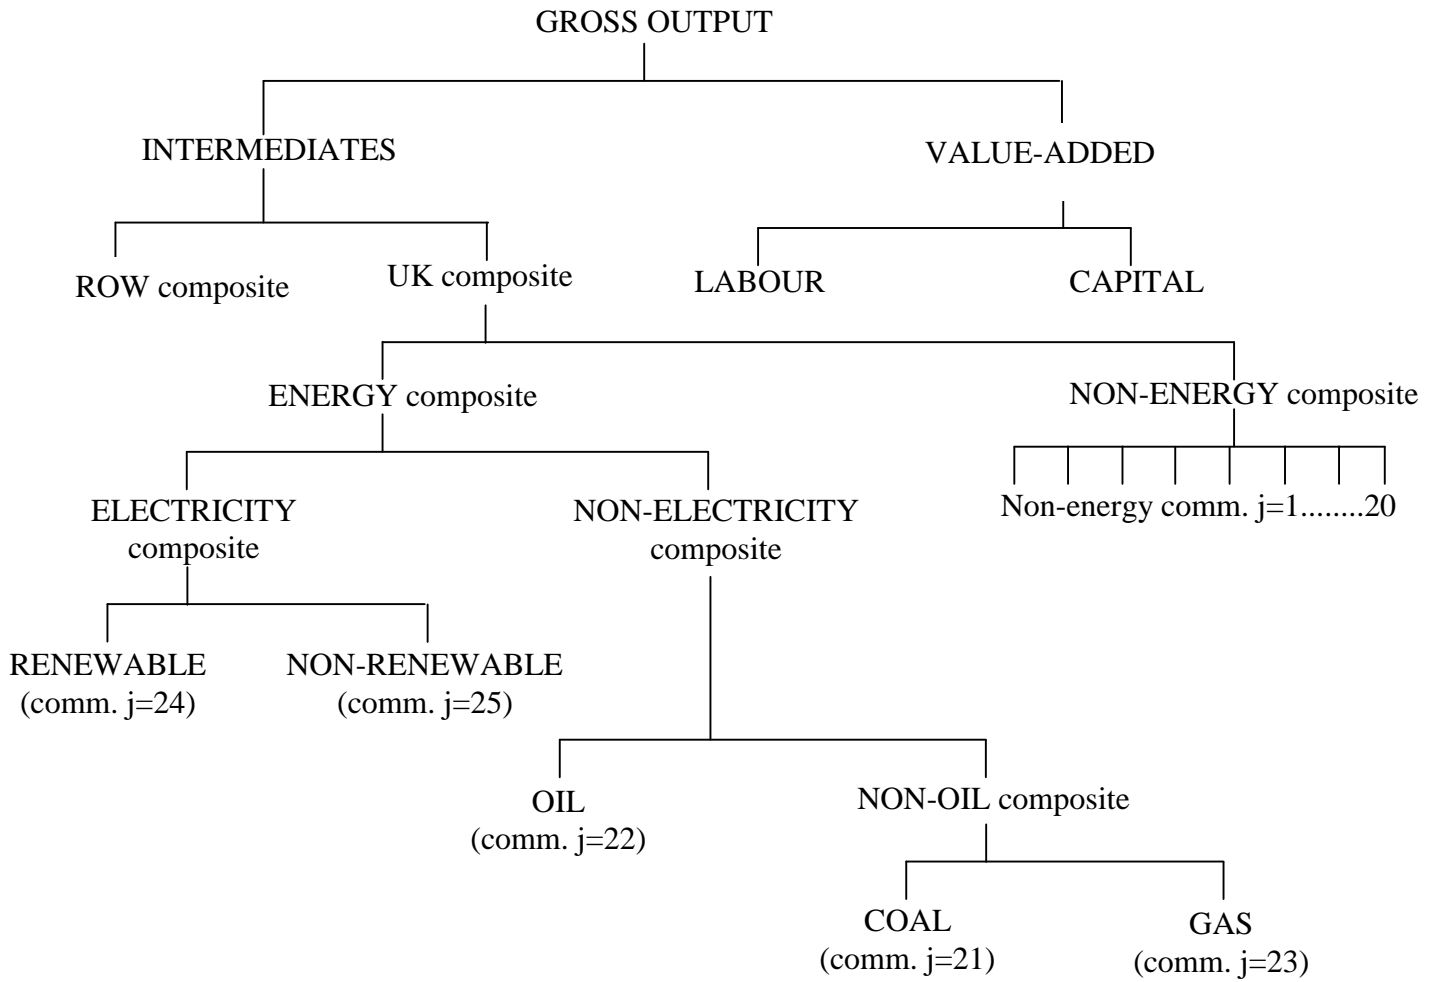 GROSS OUTPUT
INTERMEDIATES
VALUE-ADDED
ROW composite
UK composite
LABOUR
CAPITAL
ENERGY composite
NON-ENERGY composite
ELECTRICITY
composite
NON-ELECTRICITY
composite
Non-energy comm. j=1........20
RENEWABLE
(comm. j=24)
NON-RENEWABLE
(comm. j=25)
OIL
(comm. j=22)
NON-OIL composite
COAL
(comm. j=21)
GAS
(comm. j=23)